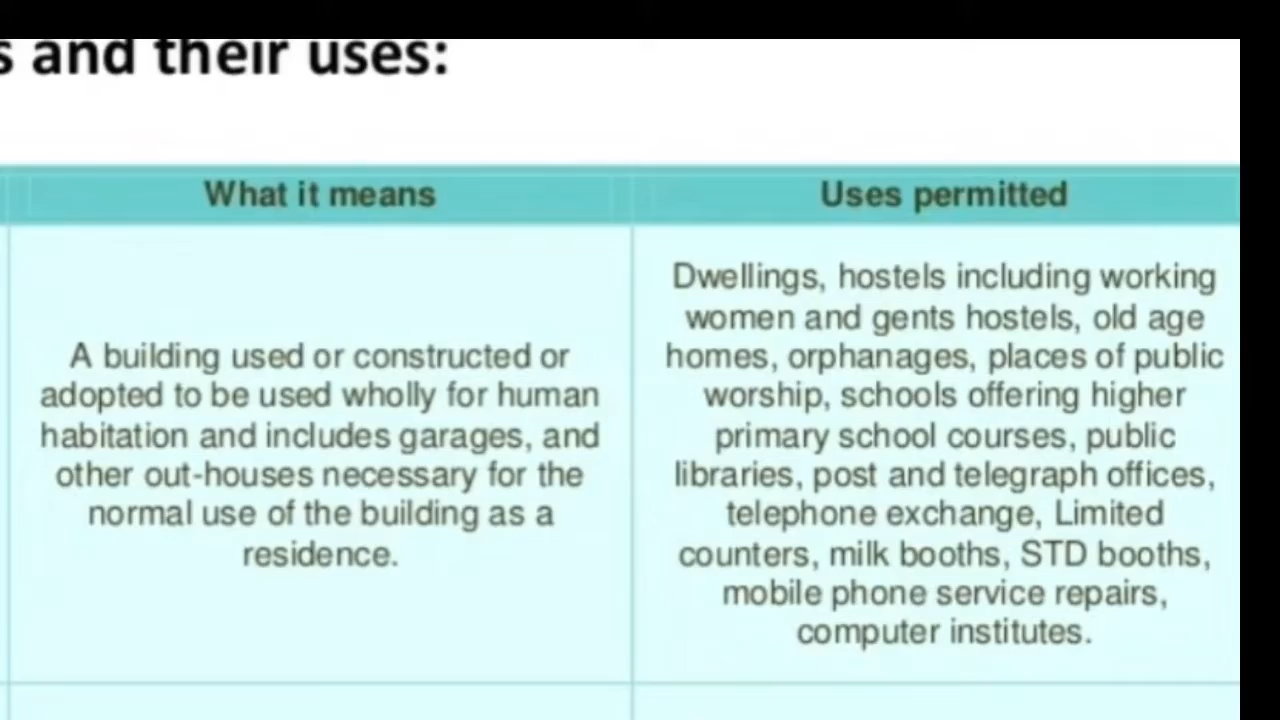 s and their uses:
What it means
Uses permitted
A building used or constructed or
adopted to be used wholly for human
habitation and includes garages, and
other out-houses necessary for the
normal use of the building as a
residence.
Dwellings, hostels including working
women and gents hostels, old age
homes, orphanages, places of public
worship, schools offering higher
primary school courses, public
libraries, post and telegraph offices,
telephone exchange, Limited
counters, milk booths, STD booths,
mobile phone service repairs,
computer institutes.